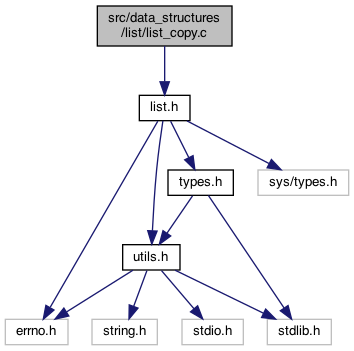 src/data_structures
/list/list_copy.c
list.h
types.h
sys/types.h
utils.h
errno.h
string.h
stdio.h
stdlib.h